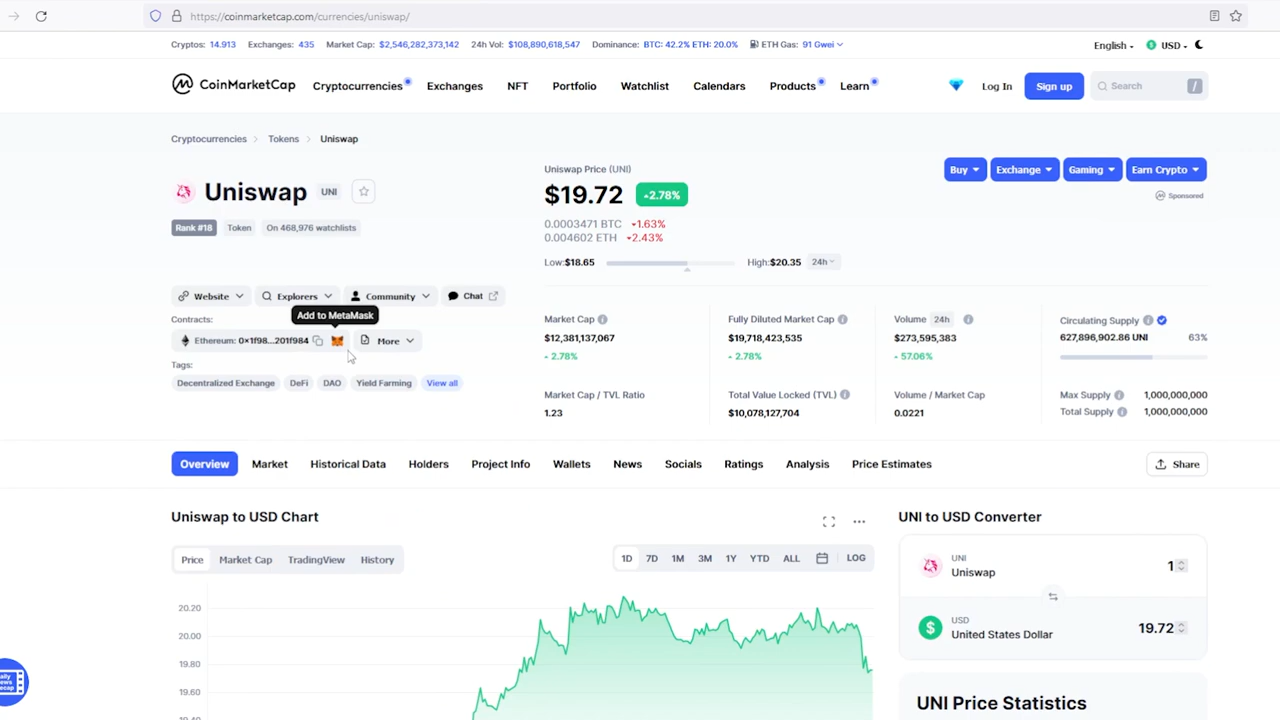 https://coinmarketcap.com/currencies/uniswap/
Cryptos: 14.913 Exchanges: 435 Market Cap: $2,546,282,373,142 24h Vol: $108,890,618,547 Dominance: BTC: 42.2% ETH: 20.0% ETH Gas: 91 Gwei English USD
CoinMarketCap Cryptocurrencies Exchanges NFT Portfolio Watchlist Calendars Products Learn Log In Sign up Search /
Cryptocurrencies > Tokens > Uniswap
Uniswap Price (UNI)
Buy Exchange Gaming Earn Crypto
Uniswap UNI
$19.72 2.78%
Sponsored
Rank #18 Token On 468,976 watchlists
0.0003471 BTC 1.63%
0.004602 ETH 2.43%
Low: $18.65 High: $20.35 24h
Website Explorers Community Chat
Add to MetaMask
Contracts:
Ethereum: 0x1f98...201f984 More
Tags:
Decentralized Exchange DeFi DAO Yield Farming View all
Market Cap
$12,381,137,067
2.78%
Market Cap / TVL Ratio
1.23
Fully Diluted Market Cap
$19,718,423,535
2.78%
Total Value Locked (TVL)
$10,078,127,704
Volume 24h
$273,595,383
57.06%
Volume / Market Cap
0.0221
Circulating Supply
627,896,902.86 UNI 63%
Max Supply 1,000,000,000
Total Supply 1,000,000,000
Overview Market Historical Data Holders Project Info Wallets News Socials Ratings Analysis Price Estimates Share
Uniswap to USD Chart
Price Market Cap TradingView History
1D 7D 1M 3M 1Y YTD ALL LOG
20.20
20.00
19.80
19.60
19.40
UNI to USD Converter
UNI
Uniswap 1
USD
United States Dollar 19.72
UNI Price Statistics